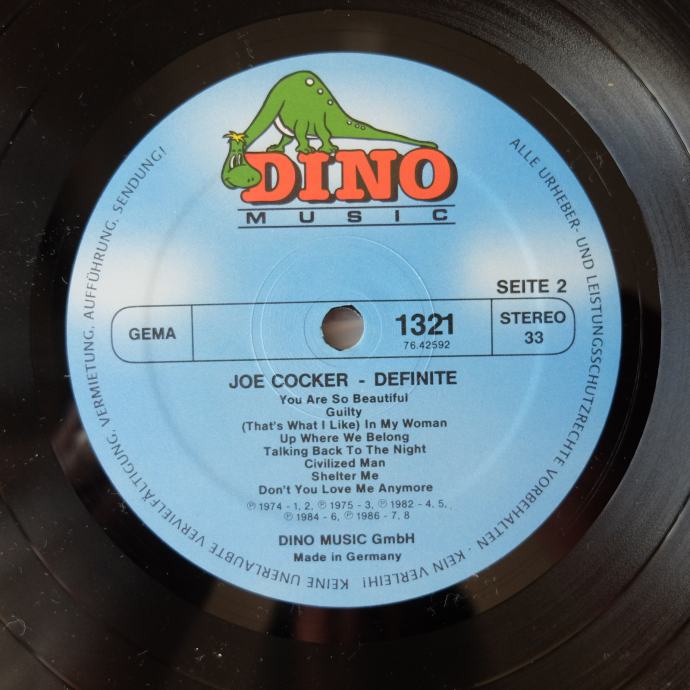 DINO
MUSIC
SEITE 2
GEMA
1321
76.42592
STEREO
33
JOE COCKER - DEFINITE
You Are So Beautiful
Guilty
(That's What I Like) In My Woman
Up Where We Belong
Talking Back To The Night
Civilized Man
Shelter Me
Don't You Love Me Anymore
℗ 1974 - 1, 2, ℗ 1975 - 3, ℗ 1982 - 4, 5,
℗ 1984 - 6, ℗ 1986 - 7, 8
DINO MUSIC GmbH
Made in Germany
ALLE URHEBER- UND LEISTUNGSSCHUTZRECHTE VORBEHALTEN · KEIN VERLEIH! KEINE UNERLAUBTE VERVIELFÄLTIGUNG, VERMIETUNG, AUFFÜHRUNG, SENDUNG!